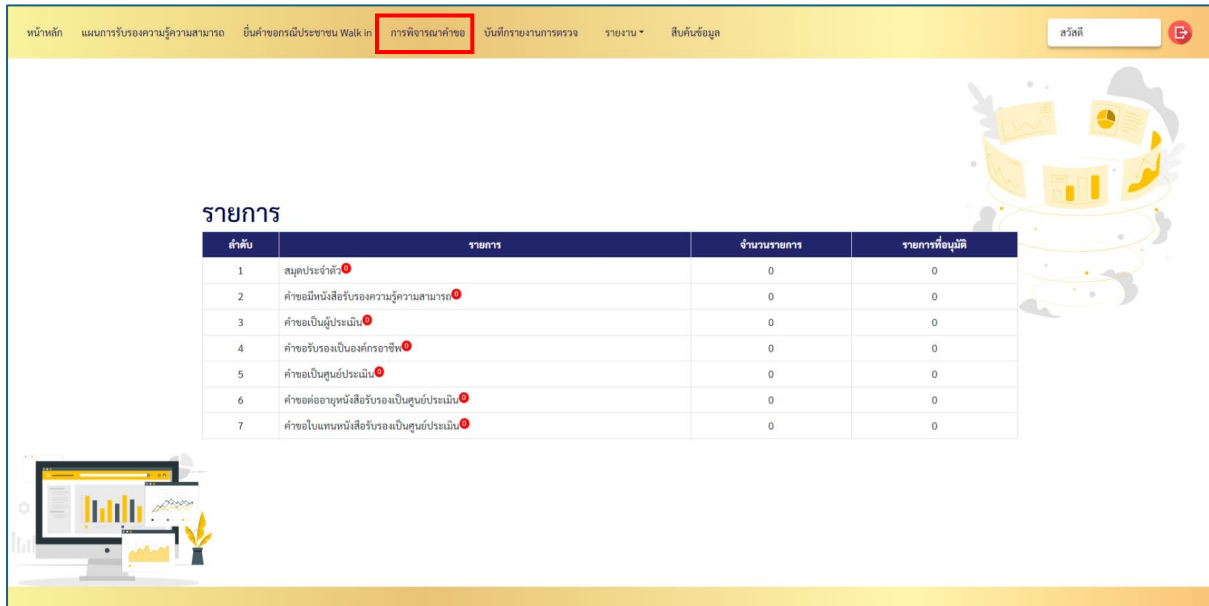 หน้าหลัก แผนการรับรองความรู้ความสามารถ ยื่นคำขอกรณีประชาชน Walk in การพิจารณาคำขอ บันทึกรายงานการตรวจ รายงาน สืบค้นข้อมูล สวัสดี
รายการ
ลำดับ รายการ จำนวนรายการ รายการที่อนุมัติ
1 สมุดประจำตัว 0 0 0
2 คำขอมีหนังสือรับรองความรู้ความสามารถ 0 0 0
3 คำขอเป็นผู้ประเมิน 0 0 0
4 คำขอรับรองเป็นองค์กรอาชีพ 0 0 0
5 คำขอเป็นศูนย์ประเมิน 0 0 0
6 คำขอต่ออายุหนังสือรับรองเป็นศูนย์ประเมิน 0 0 0
7 คำขอใบแทนหนังสือรับรองเป็นศูนย์ประเมิน 0 0 0